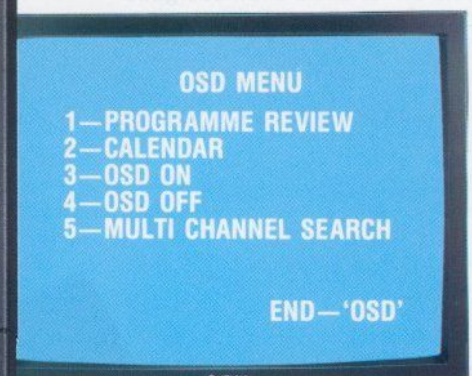 OSD MENU
1—PROGRAMME REVIEW
2—CALENDAR
3—OSD ON
4—OSD OFF
5—MULTI CHANNEL SEARCH
END—‘OSD’